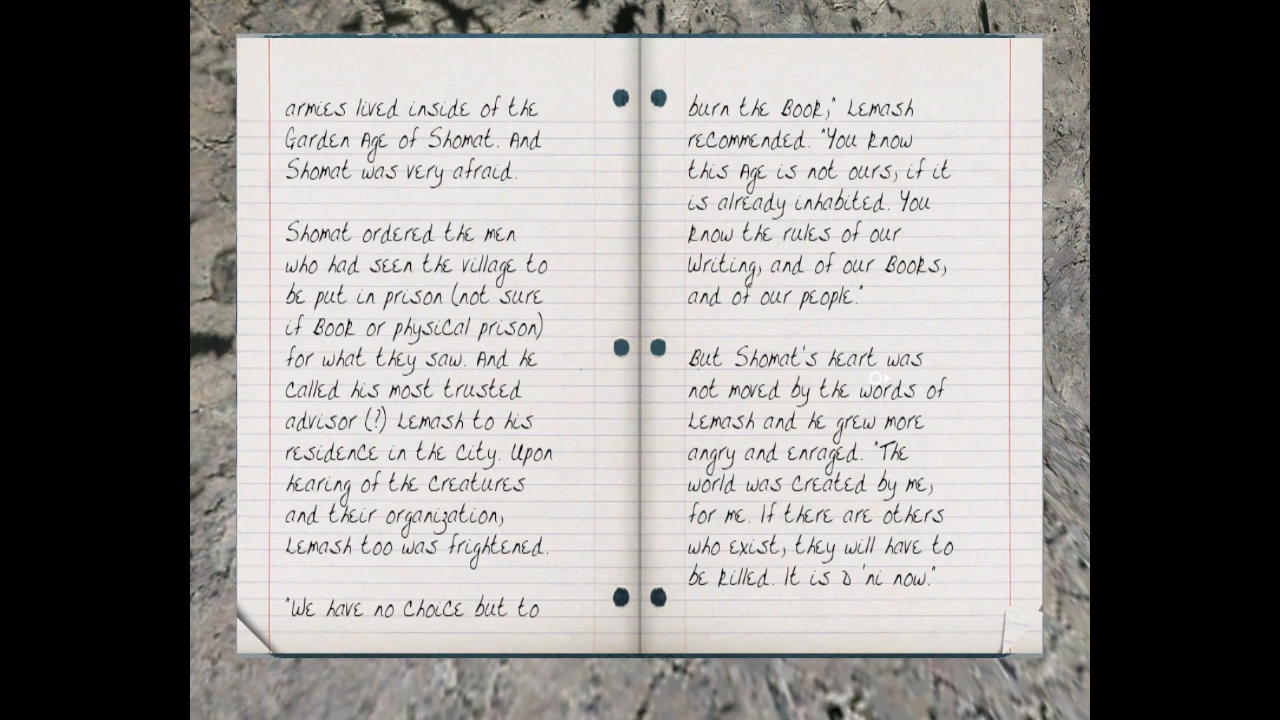 armies lived inside of the
Garden Age of Shomat. And
Shomat was very afraid.
Shomat ordered the men
who had seen the village to
be put in prison (not sure
if Book or physical prison)
for what they saw. And he
called his most trusted
advisor (?) Lemash to his
residence in the city. Upon
hearing of the creatures
and their organization,
Lemash too was frightened.
"We have no choice but to
burn the Book," Lemash
recommended. "You know
this Age is not ours, if it
is already inhabited. You
know the rules of our
Writing, and of our Books,
and of our people."
But Shomat's heart was
not moved by the words of
Lemash and he grew more
angry and enraged. "The
world was created by me,
for me. If there are others
who exist, they will have to
be killed. It is D'ni now."